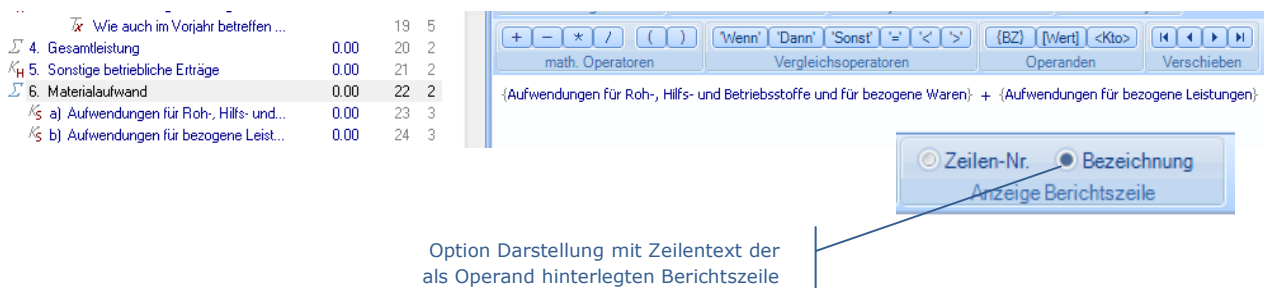 Tx Wie auch im Vorjahr betreffen ... 19 5
Σ 4. Gesamtleistung 0.00 20 2
KH 5. Sonstige betriebliche Erträge 0.00 21 2
Σ 6. Materialaufwand 0.00 22 2
KS a) Aufwendungen für Roh-, Hilfs- und... 0.00 23 3
KS b) Aufwendungen für bezogene Leist... 0.00 24 3
+ − * / ( ) 'Wenn' 'Dann' 'Sonst' '=' '<' '>' {BZ} [Wert] <Kto>
math. Operatoren Vergleichsoperatoren Operanden Verschieben
{Aufwendungen für Roh-, Hilfs- und Betriebsstoffe und für bezogene Waren} + {Aufwendungen für bezogene Leistungen}
Zeilen-Nr. Bezeichnung
Anzeige Berichtszeile
Option Darstellung mit Zeilentext der
als Operand hinterlegten Berichtszeile